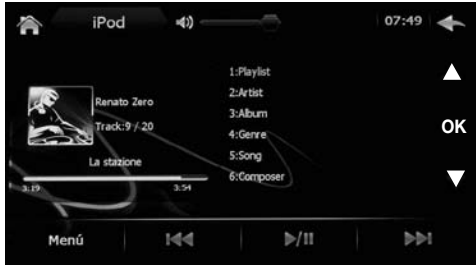 iPod
07:49
1:Playlist
2:Artist
3:Album
4:Genre
5:Song
6:Composer
Renato Zero
Track:9 / 20
La stazione
3:19
3:54
OK
Menú